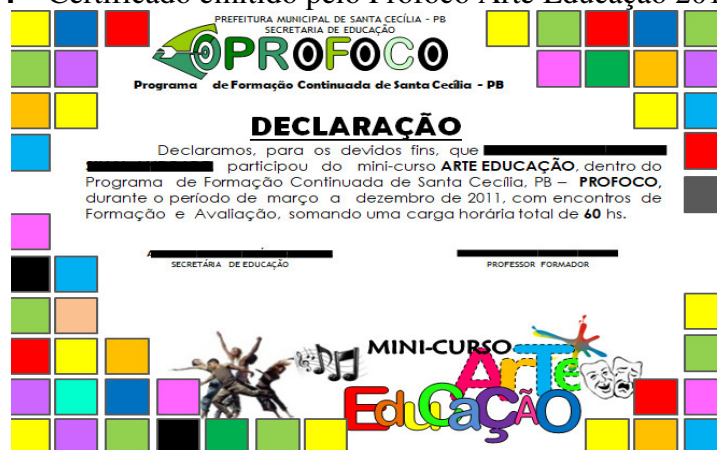 Certificado emitido pelo Profoco Arte Educação 201
PREFEITURA MUNICIPAL DE SANTA CECÍLIA - PB
SECRETARIA DE EDUCAÇÃO
PROFOCO
Programa de Formação Continuada de Santa Cecília - PB
DECLARAÇÃO
Declaramos, para os devidos fins, que
participou do mini-curso ARTE EDUCAÇÃO, dentro do
Programa de Formação Continuada de Santa Cecília, PB – PROFOCO,
durante o período de março a dezembro de 2011, com encontros de
Formação e Avaliação, somando uma carga horária total de 60 hs.
SECRETÁRIA DE EDUCAÇÃO
PROFESSOR FORMADOR
MINI-CURSO
ArTE
EduCaÇÃO